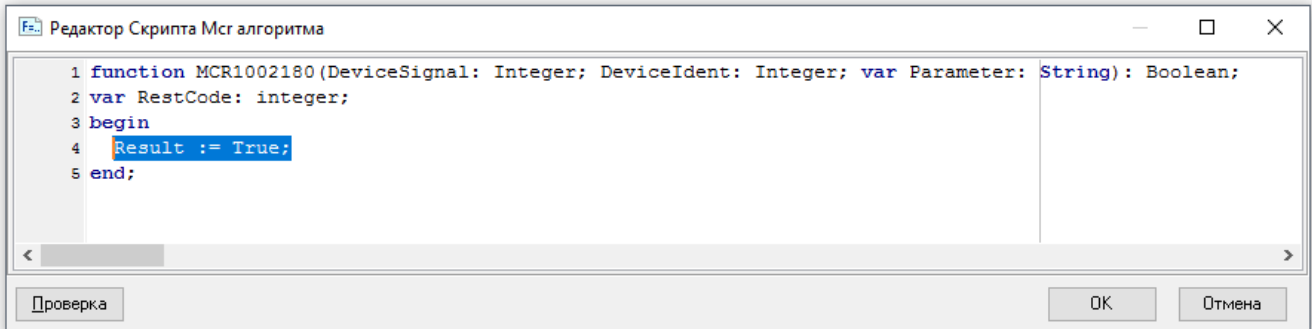 F=.. Редактор Скрипта Mcr алгоритма
1 function MCR1002180(DeviceSignal: Integer; DeviceIdent: Integer; var Parameter: String): Boolean;
2 var RestCode: integer;
3 begin
4 Result := True;
5 end;
Проверка
OK
Отмена